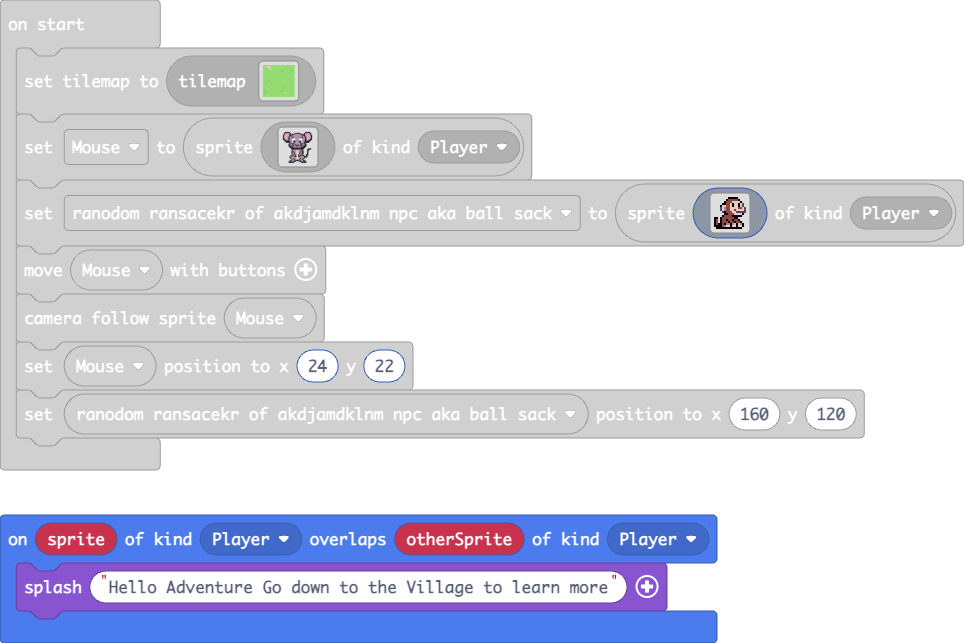 on start
set tilemap to tilemap
set Mouse to sprite of kind Player
set ranodom ransacekr of akdjamdklnm npc aka ball sack to sprite of kind Player
move Mouse with buttons
camera follow sprite Mouse
set Mouse position to x 24 y 22
set ranodom ransacekr of akdjamdklnm npc aka ball sack position to x 160 y 120
on sprite of kind Player overlaps otherSprite of kind Player
splash "Hello Adventure Go down to the Village to learn more"